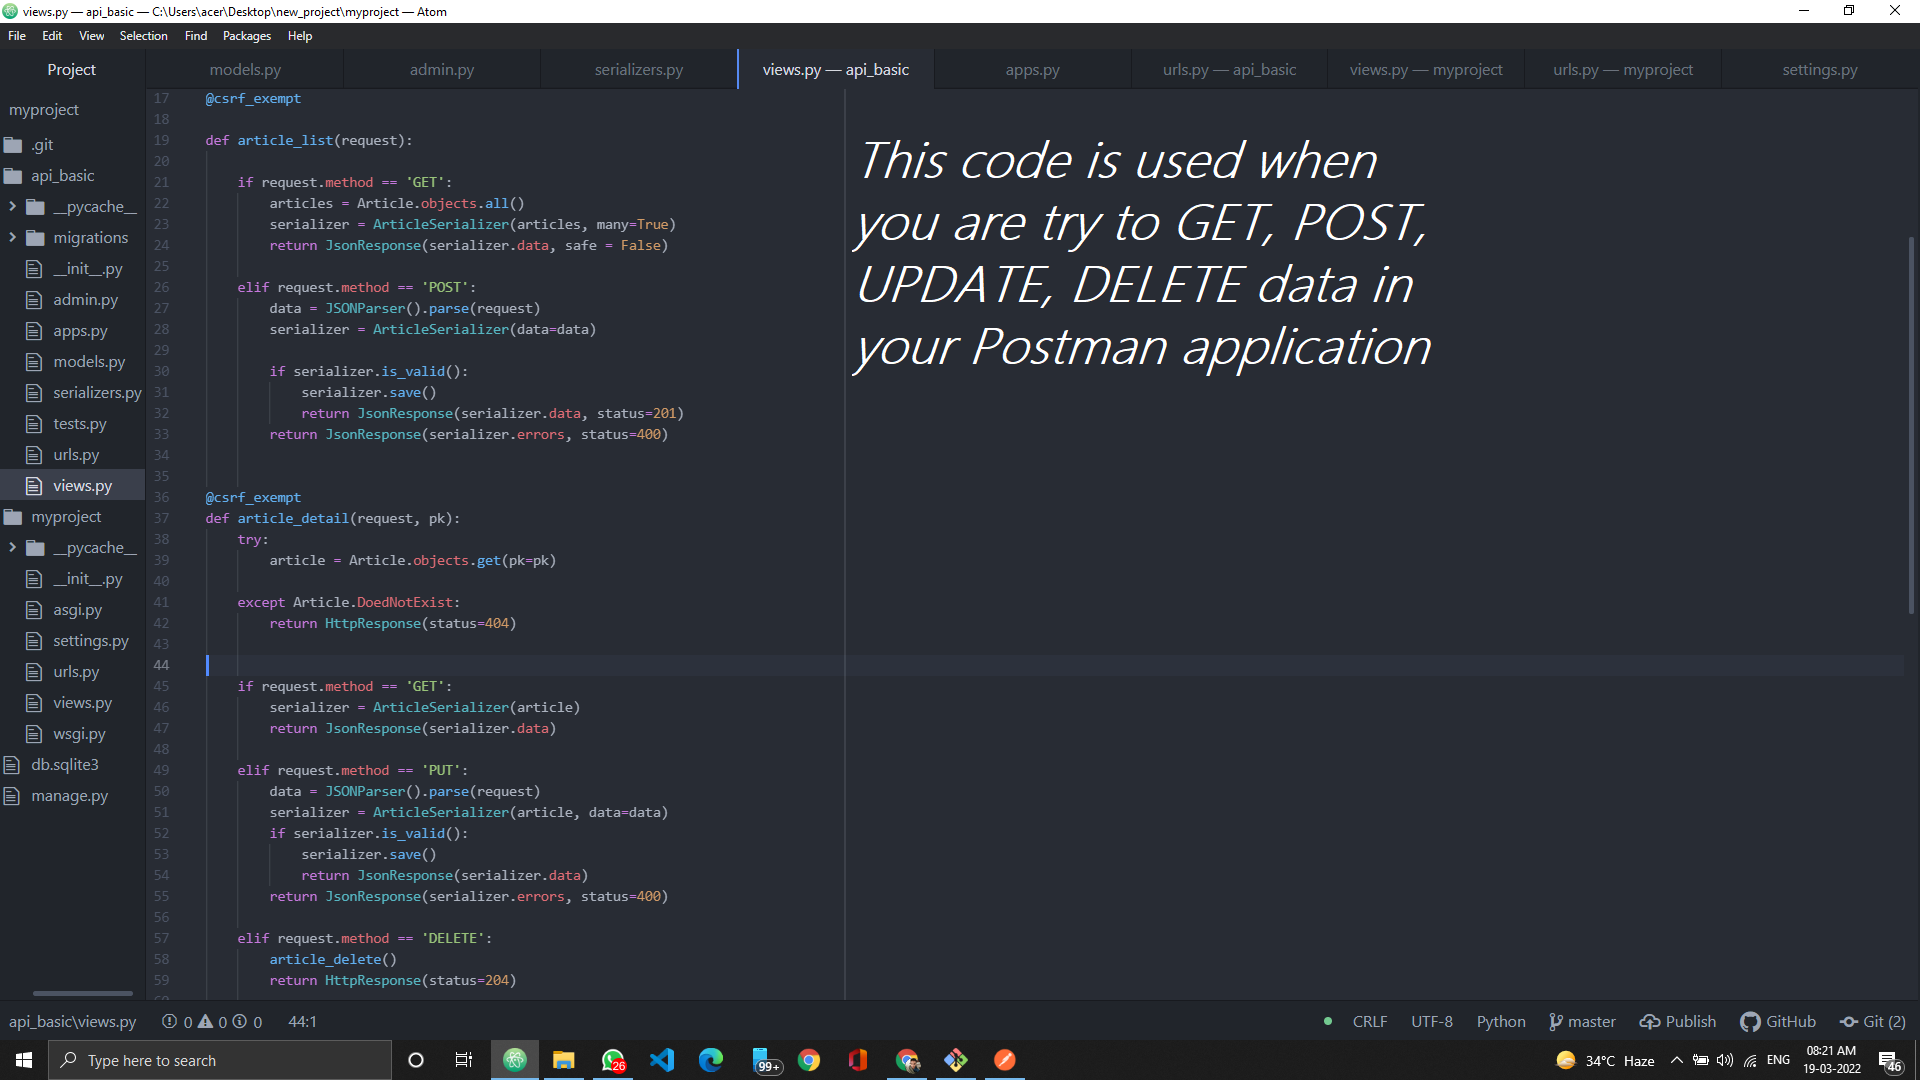 views.py — api_basic — C:\Users\acer\Desktop\new_project\myproject — Atom
File Edit View Selection Find Packages Help
Project
models.py admin.py serializers.py views.py — api_basic apps.py urls.py — api_basic views.py — myproject urls.py — myproject settings.py
myproject
.git
api_basic
__pycache__
migrations
__init__.py
admin.py
apps.py
models.py
serializers.py
tests.py
urls.py
views.py
myproject
__pycache__
__init__.py
asgi.py
settings.py
urls.py
views.py
wsgi.py
db.sqlite3
manage.py
17 @csrf_exempt
18
19 def article_list(request):
20
21     if request.method == 'GET':
22         articles = Article.objects.all()
23         serializer = ArticleSerializer(articles, many=True)
24         return JsonResponse(serializer.data, safe = False)
25
26     elif request.method == 'POST':
27         data = JSONParser().parse(request)
28         serializer = ArticleSerializer(data=data)
29
30         if serializer.is_valid():
31             serializer.save()
32             return JsonResponse(serializer.data, status=201)
33         return JsonResponse(serializer.errors, status=400)
34
35
36 @csrf_exempt
37 def article_detail(request, pk):
38     try:
39         article = Article.objects.get(pk=pk)
40
41     except Article.DoedNotExist:
42         return HttpResponse(status=404)
43
44
45     if request.method == 'GET':
46         serializer = ArticleSerializer(article)
47         return JsonResponse(serializer.data)
48
49     elif request.method == 'PUT':
50         data = JSONParser().parse(request)
51         serializer = ArticleSerializer(article, data=data)
52         if serializer.is_valid():
53             serializer.save()
54             return JsonResponse(serializer.data)
55         return JsonResponse(serializer.errors, status=400)
56
57     elif request.method == 'DELETE':
58         article_delete()
59         return HttpResponse(status=204)
This code is used when
you are try to GET, POST,
UPDATE, DELETE data in
your Postman application
api_basic\views.py 0 0 0 44:1 CRLF UTF-8 Python master Publish GitHub Git (2)
Type here to search 26 99+ 34°C Haze ENG 08:21 AM 46
19-03-2022